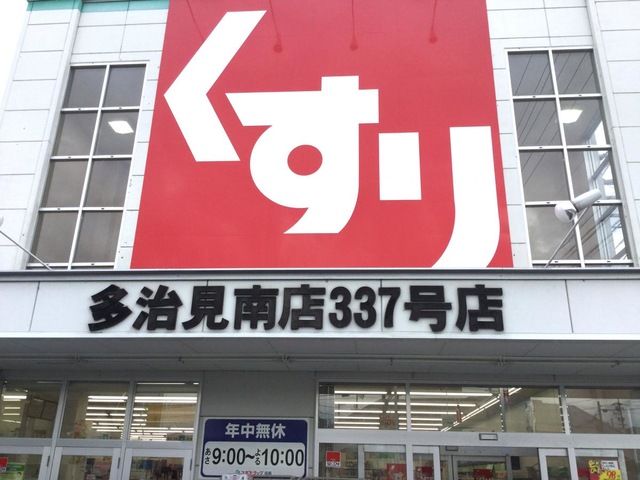 くすり
多治見南店337号店
年中無休
あさ9:00～よる10:00